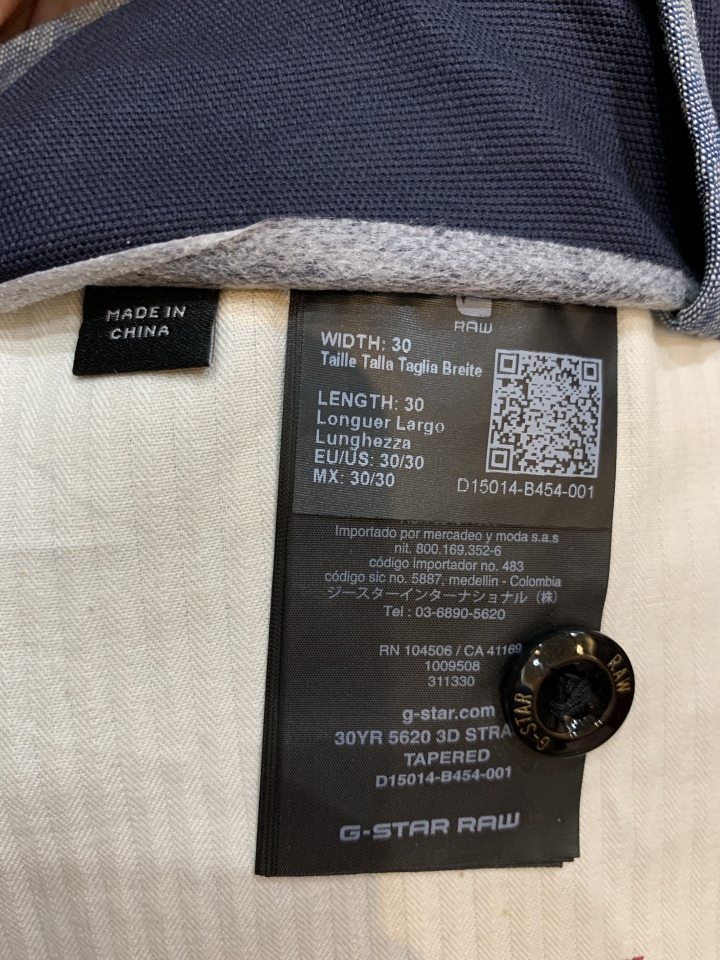 MADE IN
CHINA
RAW
WIDTH: 30
Taille Talla Taglia Breite
LENGTH: 30
Longuer Largo
Lunghezza
EU/US: 30/30
MX: 30/30
D15014-B454-001
Importado por mercadeo y moda s.a.s
nit. 800.169.352-6
código importador no. 483
código sic no. 5887, medellin - Colombia
ジースターインターナショナル（株）
Tel : 03-6890-5620
RN 104506 / CA 41169
1009508
311330
g-star.com
30YR 5620 3D STRA
TAPERED
D15014-B454-001
G-STAR RAW
G-STAR RAW